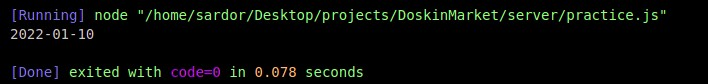 [Running] node "/home/sardor/Desktop/projects/DoskinMarket/server/practice.js"
2022-01-10
[Done] exited with code=0 in 0.078 seconds